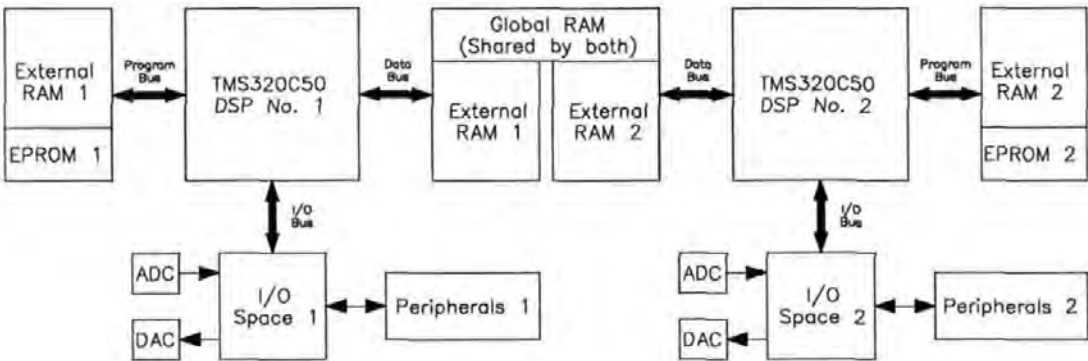 Global RAM
(Shared by both)
External
RAM 1
EPROM 1
Program
Bus
TMS320C50
DSP No. 1
Data
Bus
External
RAM 1
External
RAM 2
Data
Bus
TMS320C50
DSP No. 2
Program
Bus
External
RAM 2
EPROM 2
I/O
Bus
I/O
Bus
ADC
DAC
I/O
Space 1
Peripherals 1
ADC
DAC
I/O
Space 2
Peripherals 2